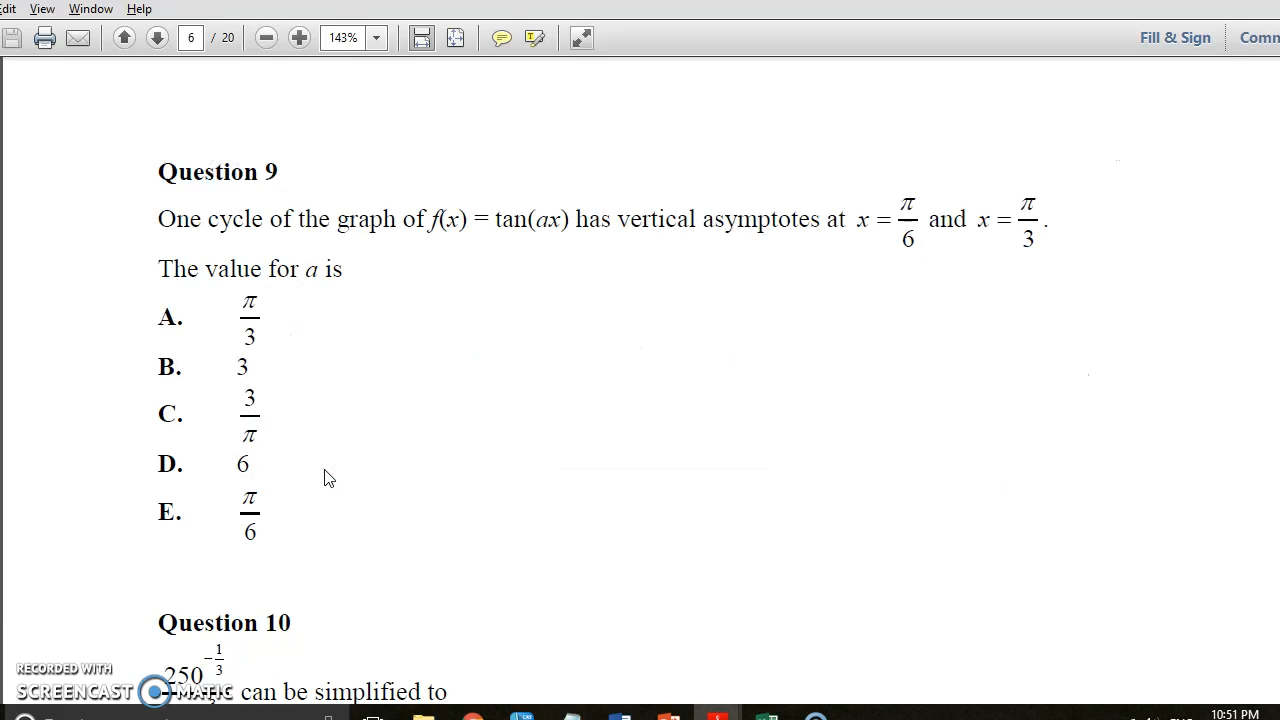 Edit View Window Help
6 / 20 143% Fill & Sign Comm
Question 9
One cycle of the graph of f(x) = tan(ax) has vertical asymptotes at x = π/6 and x = π/3.
The value for a is
A. π/3
B. 3
C. 3/π
D. 6
E. π/6
Question 10
250^(-1/3) can be simplified to
RECORDED WITH
SCREENCAST MATIC
10:51 PM